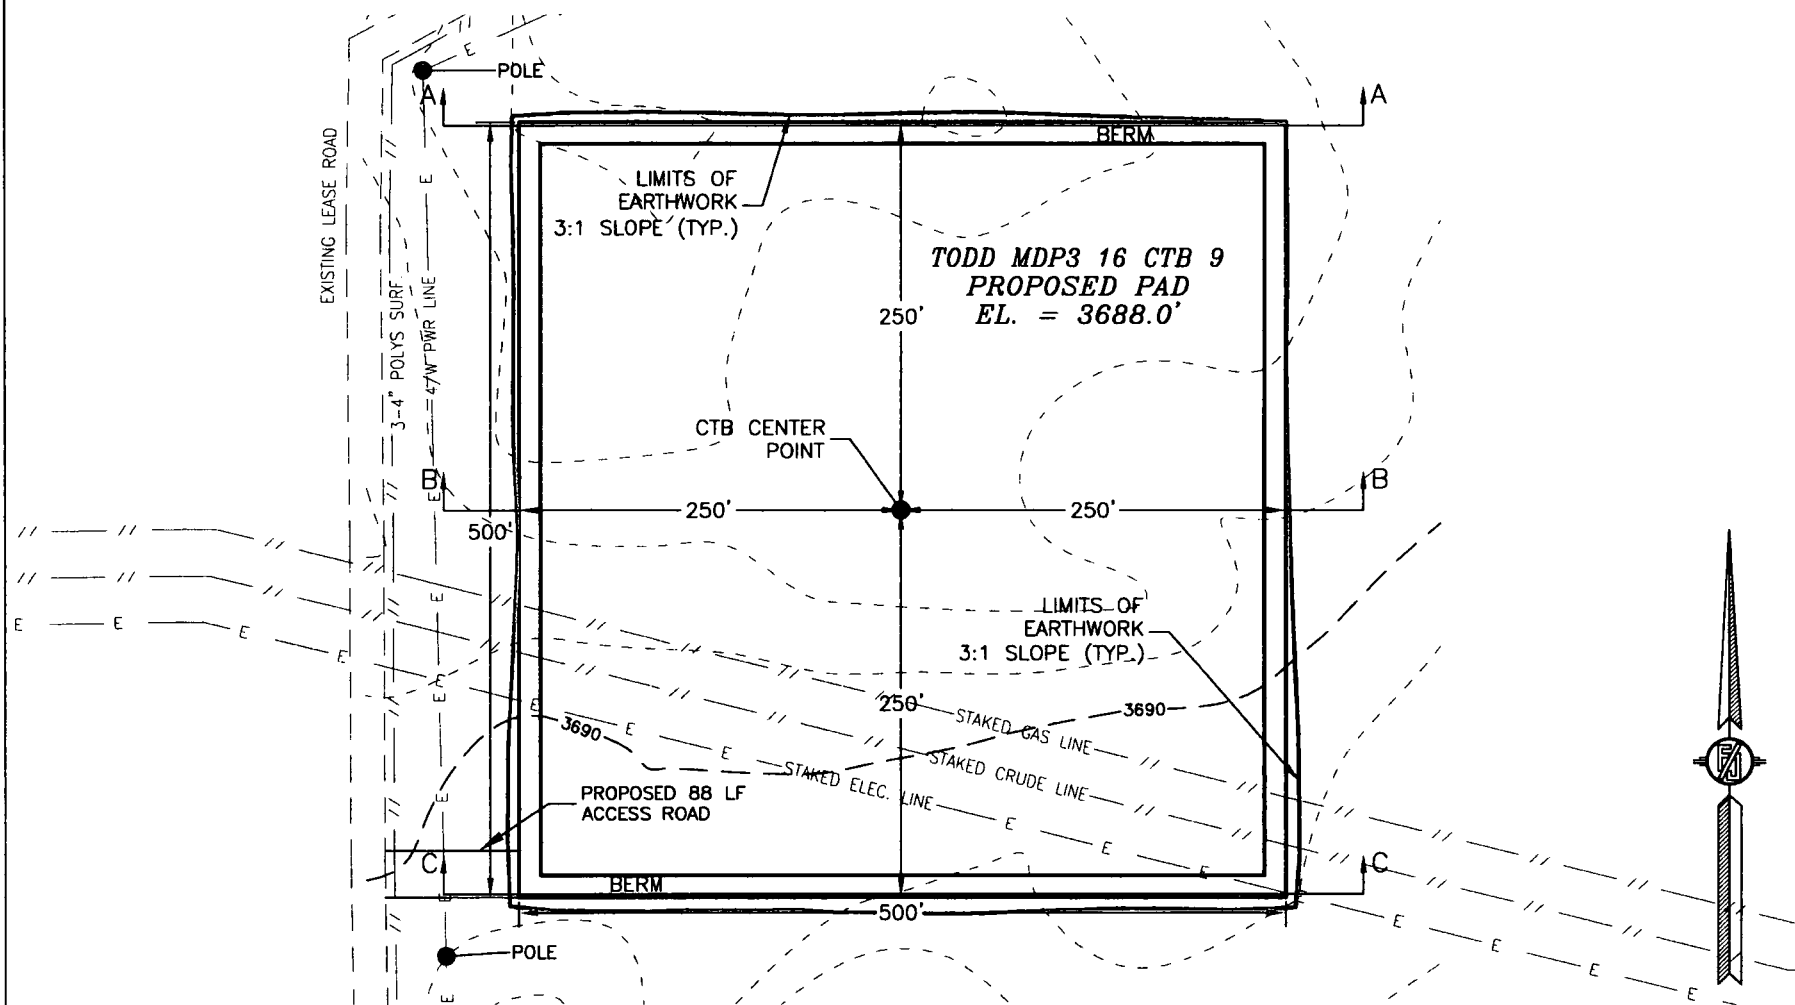 E
POLE
A
A
BERM
EXISTING LEASE ROAD
LIMITS OF
EARTHWORK
3:1 SLOPE (TYP.)
E
TODD MDP3 16 CTB 9
PROPOSED PAD
EL. = 3688.0'
250'
3-4" POLYS SURF
4/W PWR LINE
CTB CENTER
POINT
B
B
E
250'
250'
500'
E
E
E
E
E
LIMITS OF
EARTHWORK
3:1 SLOPE (TYP.)
E
E
E
E
250'
3690
3690
E
E
STAKED GAS LINE
STAKED CRUDE LINE
STAKED ELEC. LINE
PROPOSED 88 LF
ACCESS ROAD
E
E
E
C
C
E
BERM
E
500'
E
E
POLE
E
E
E